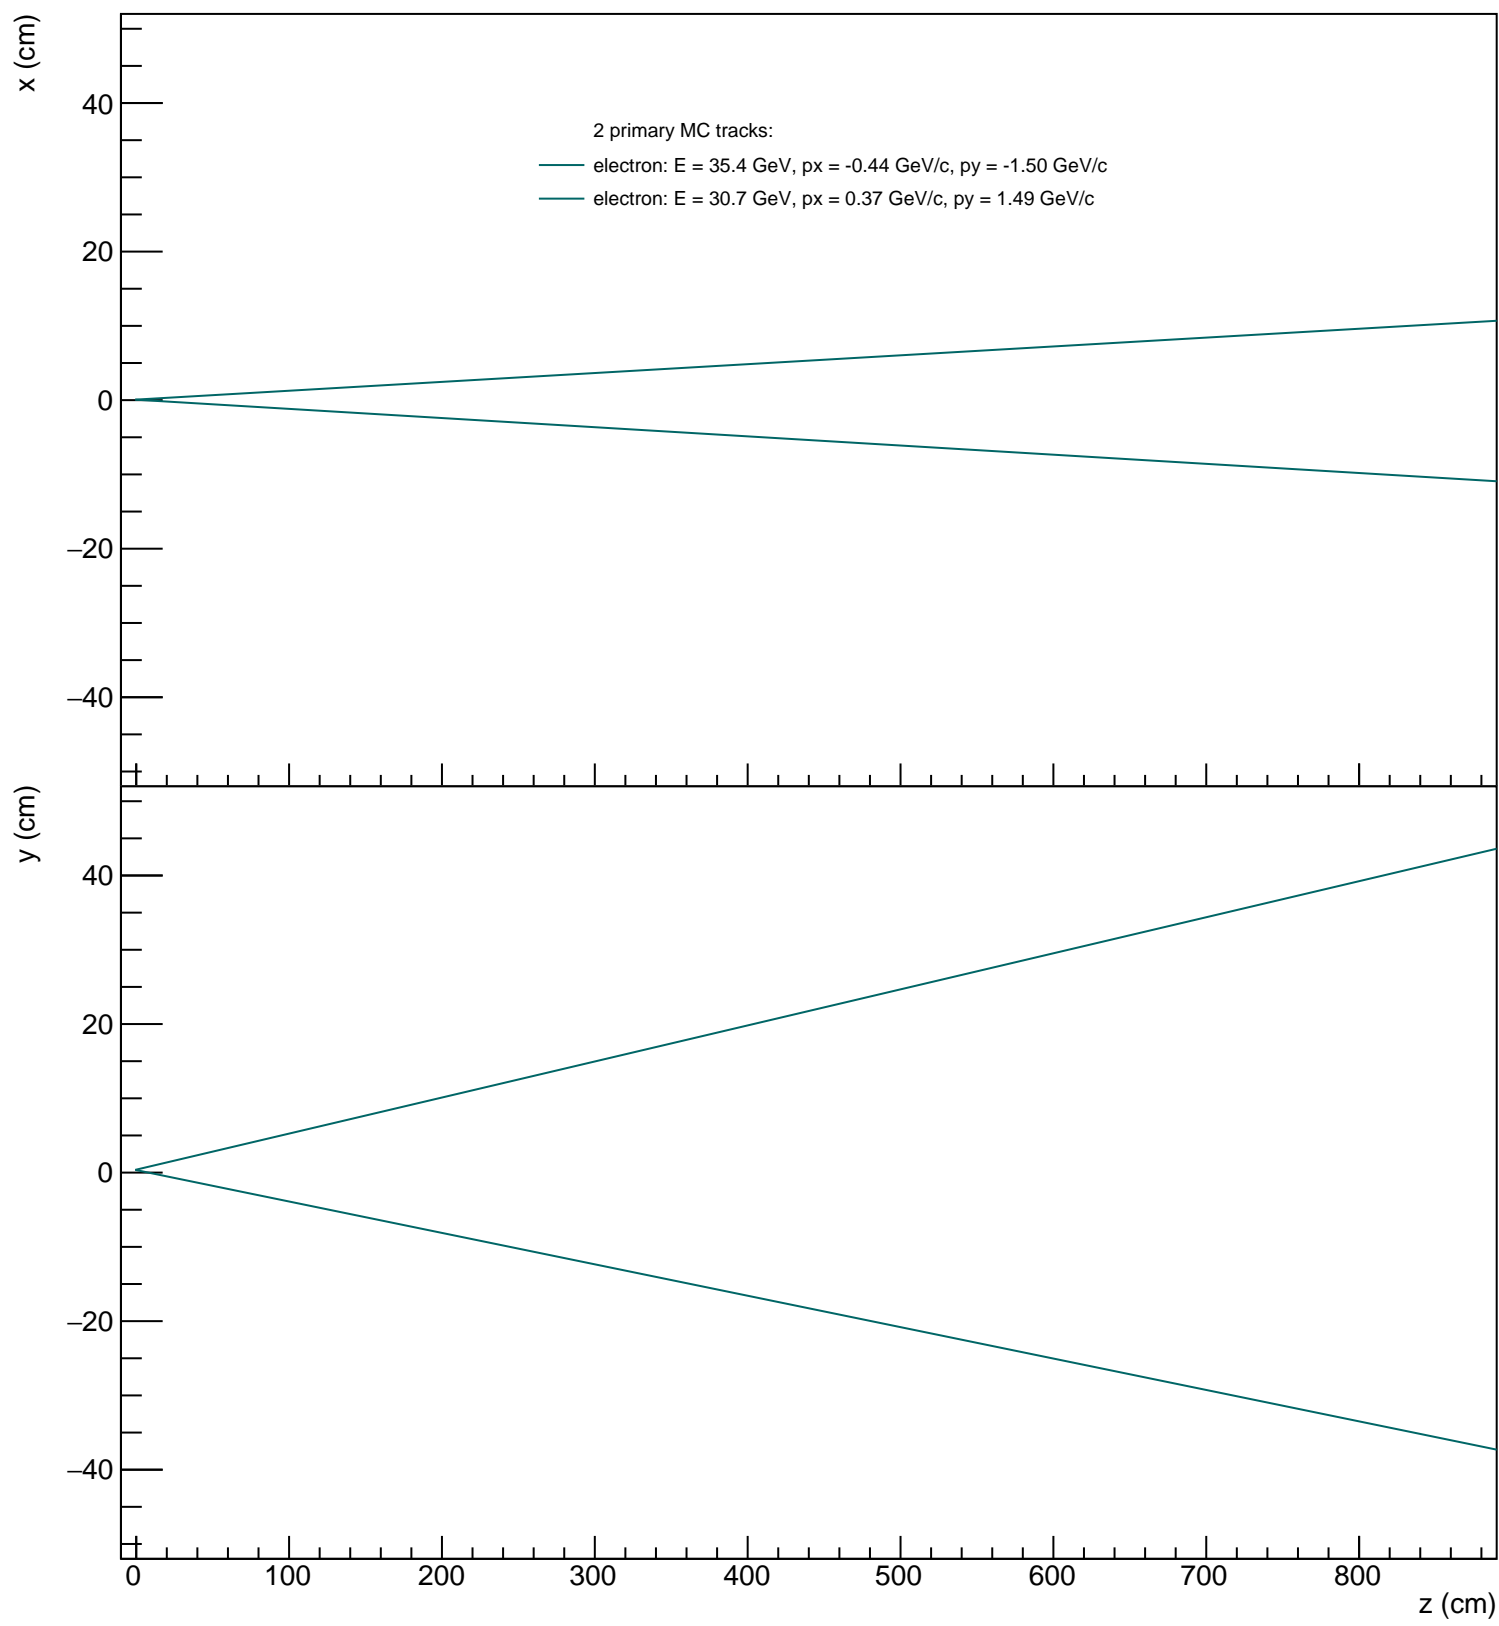 x (cm)
40
20
0
−20
−40
2 primary MC tracks:
electron: E = 35.4 GeV, px = -0.44 GeV/c, py = -1.50 GeV/c
electron: E = 30.7 GeV, px = 0.37 GeV/c, py = 1.49 GeV/c
y (cm)
40
20
0
−20
−40
0 100 200 300 400 500 600 700 800
z (cm)